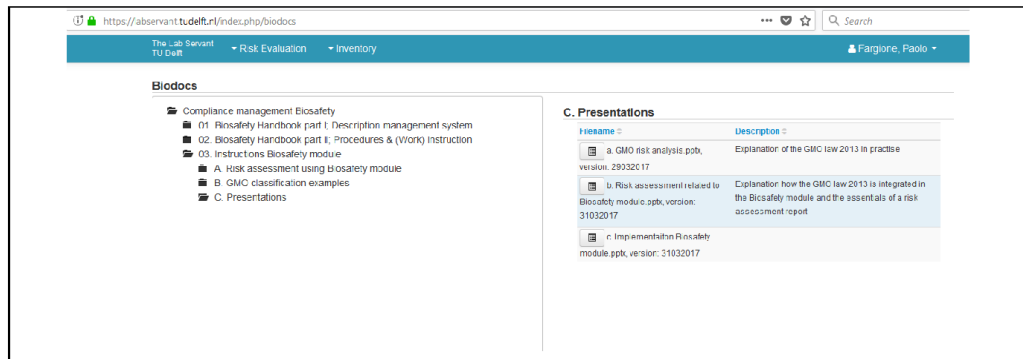 https://labservant.tudelft.nl/index.php/biodocs
Search
The Lab Servant
TU Delft
Risk Evaluation
Inventory
Fargione, Paolo
Biodocs
Compliance management Biosafety
01. Biosafety Handbook part I; Description management system
02. Biosafety Handbook part II; Procedures & (Work) Instruction
03. Instructions Biosafety module
A. Risk assessment using Biosafety module
B. GMO classification examples
C. Presentations
C. Presentations
Filename
Description
a. GMO risk analysis.pptx,
version: 29032017
Explanation of the GMO law 2013 in practise
b. Risk assessment related to
Biosafety module.pptx, version:
31032017
Explanation how the GMO law 2013 is integrated in
the Biosafety module and the essentials of a risk
assessment report
c. Implementaiton Biosafety
module.pptx, version: 31032017